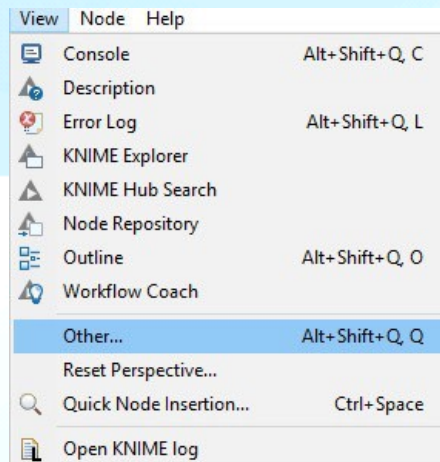 View Node Help
Console Alt+Shift+Q, C
Description
Error Log Alt+Shift+Q, L
KNIME Explorer
KNIME Hub Search
Node Repository
Outline Alt+Shift+Q, O
Workflow Coach
Other... Alt+Shift+Q, Q
Reset Perspective...
Quick Node Insertion... Ctrl+Space
Open KNIME log